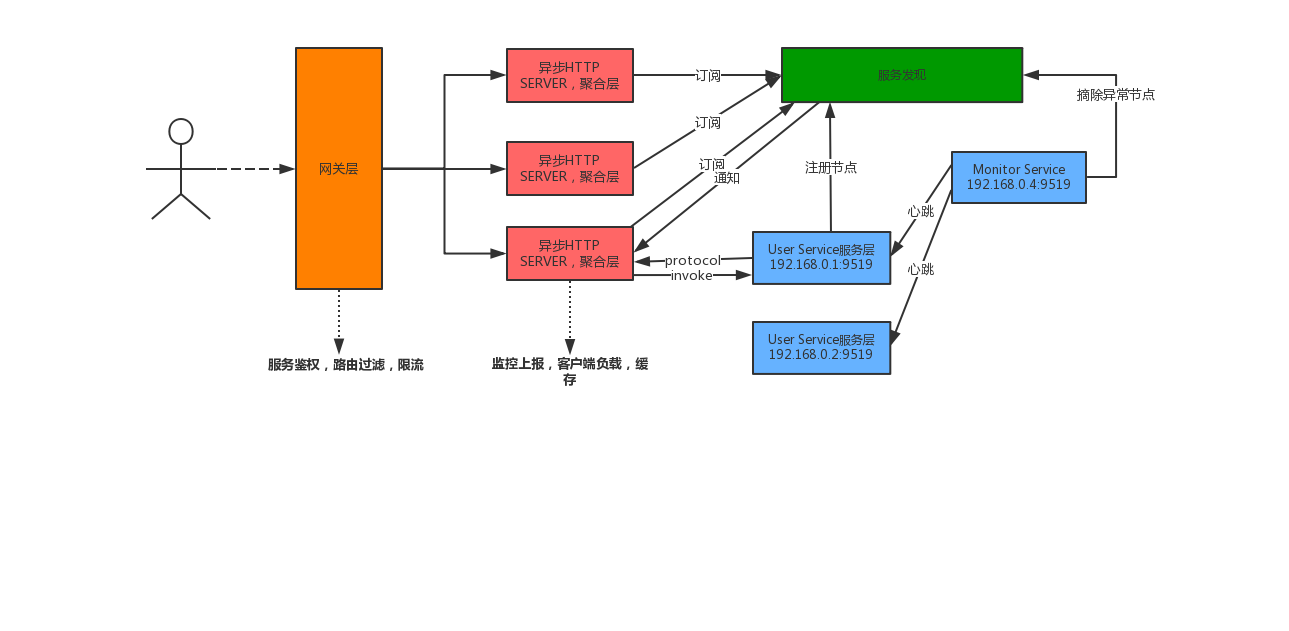 异步HTTP
SERVER，聚合层
订阅
服务发现
摘除异常节点
订阅
异步HTTP
SERVER，聚合层
网关层
订阅
通知
注册节点
Monitor Service
192.168.0.4:9519
心跳
异步HTTP
SERVER，聚合层
User Service服务层
192.168.0.1:9519
protocol
invoke
心跳
User Service服务层
192.168.0.2:9519
服务鉴权，路由过滤，限流
监控上报，客户端负载，缓
存